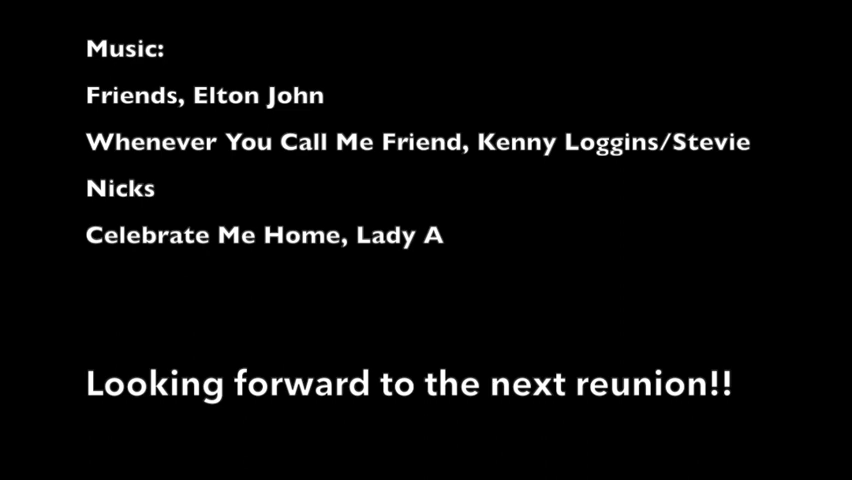 Music:
Friends, Elton John
Whenever You Call Me Friend, Kenny Loggins/Stevie
Nicks
Celebrate Me Home, Lady A
Looking forward to the next reunion!!